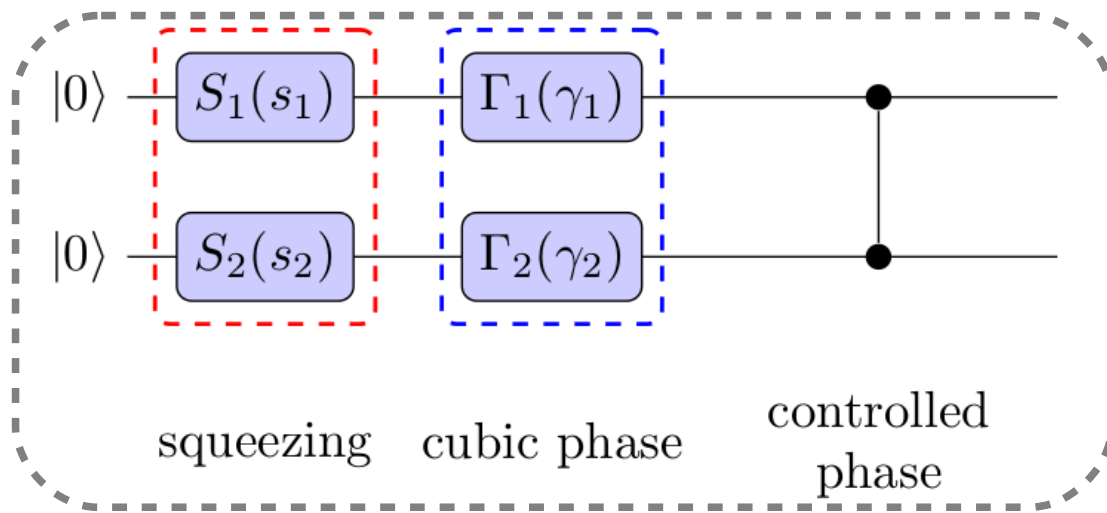 |0⟩ S₁(s₁) Γ₁(γ₁)
|0⟩ S₂(s₂) Γ₂(γ₂)
squeezing cubic phase controlled
phase